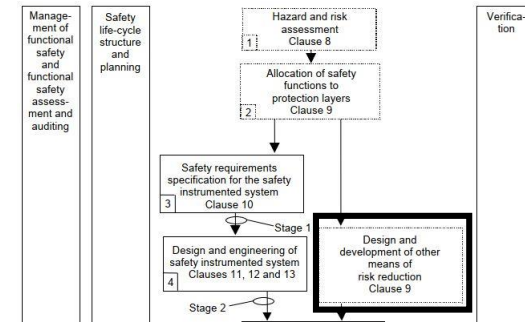 Manage-
ment of
functional
safety
and
functional
safety
assess-
ment and
auditing
Safety
life-cycle
structure
and
planning
Hazard and risk
assessment
Clause 8
1
Allocation of safety
functions to
protection layers
Clause 9
2
Safety requirements
specification for the safety
instrumented system
Clause 10
3
Stage 1
Design and engineering of
safety instrumented system
Clauses 11, 12 and 13
4
Stage 2
Design and
development of other
means of
risk reduction
Clause 9
Verifica-
tion